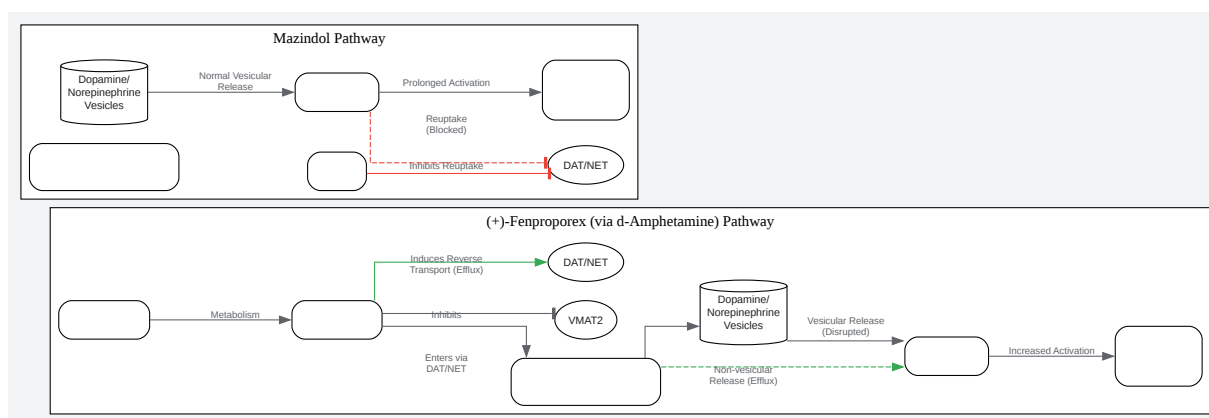 Mazindol Pathway
Dopamine/
Norepinephrine
Vesicles
Normal Vesicular
Release
Prolonged Activation
Reuptake
(Blocked)
Inhibits Reuptake
DAT/NET
(+)-Fenproporex (via d-Amphetamine) Pathway
Induces Reverse
Transport (Efflux)
DAT/NET
Metabolism
Inhibits
VMAT2
Enters via
DAT/NET
Dopamine/
Norepinephrine
Vesicles
Vesicular Release
(Disrupted)
Non-vesicular
Release (Efflux)
Increased Activation